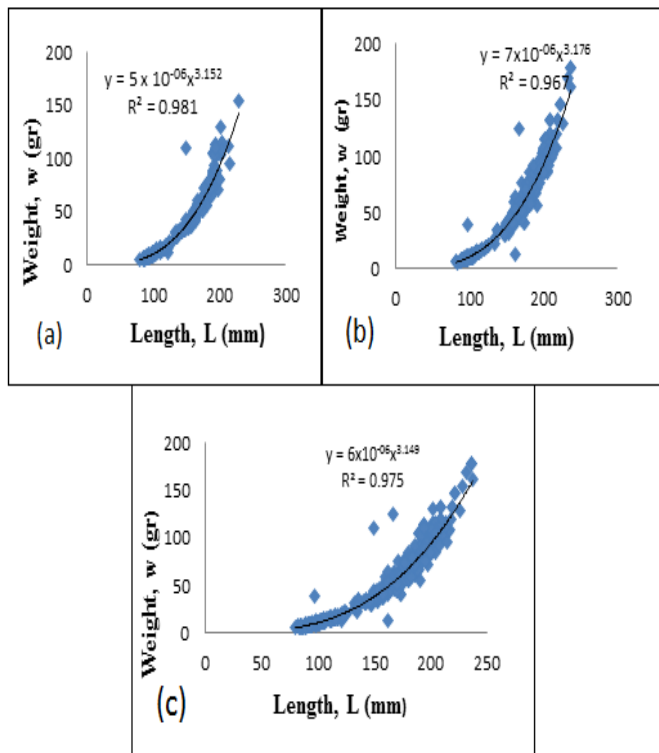 y = 5 x 10⁻⁰⁶x³·¹⁵²
R² = 0.981
Weight, w (gr)
200
150
100
50
0
0 100 200 300
Length, L (mm)
(a)
y = 7x10⁻⁰⁶x³·¹⁷⁶
R² = 0.967
Weight, w (gr)
200
150
100
50
0
0 100 200 300
Length, L (mm)
(b)
y = 6x10⁻⁰⁶x³·¹⁴⁹
R² = 0.975
Weight, w (gr)
200
150
100
50
0
0 50 100 150 200 250
Length, L (mm)
(c)